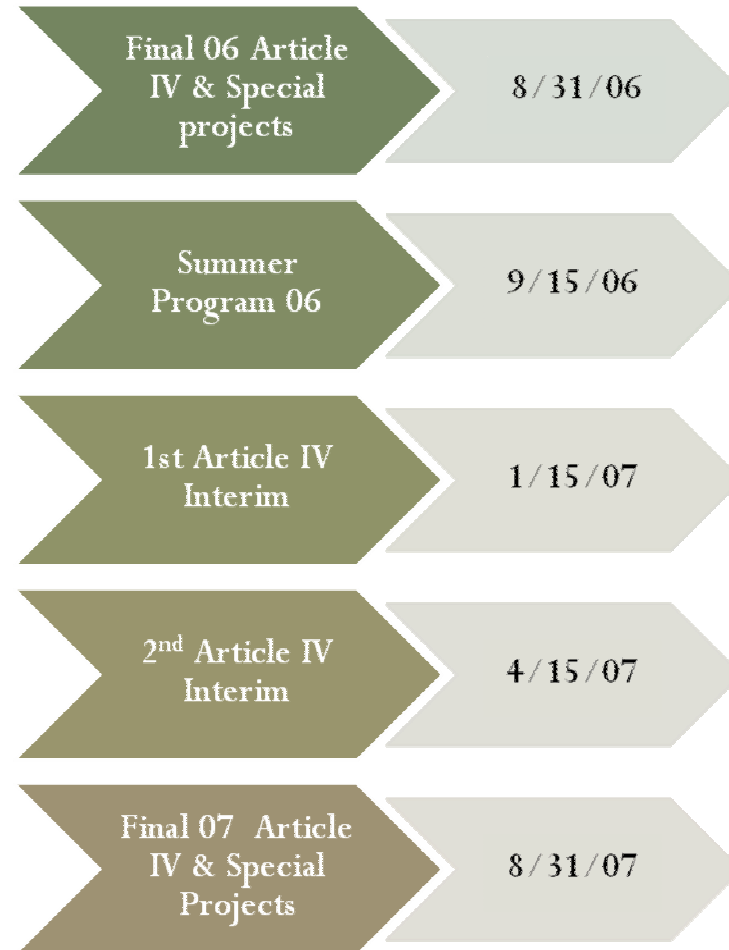 Final 06 Article
IV & Special
projects
8/31/06
Summer
Program 06
9/15/06
1st Article IV
Interim
1/15/07
2nd Article IV
Interim
4/15/07
Final 07 Article
IV & Special
Projects
8/31/07